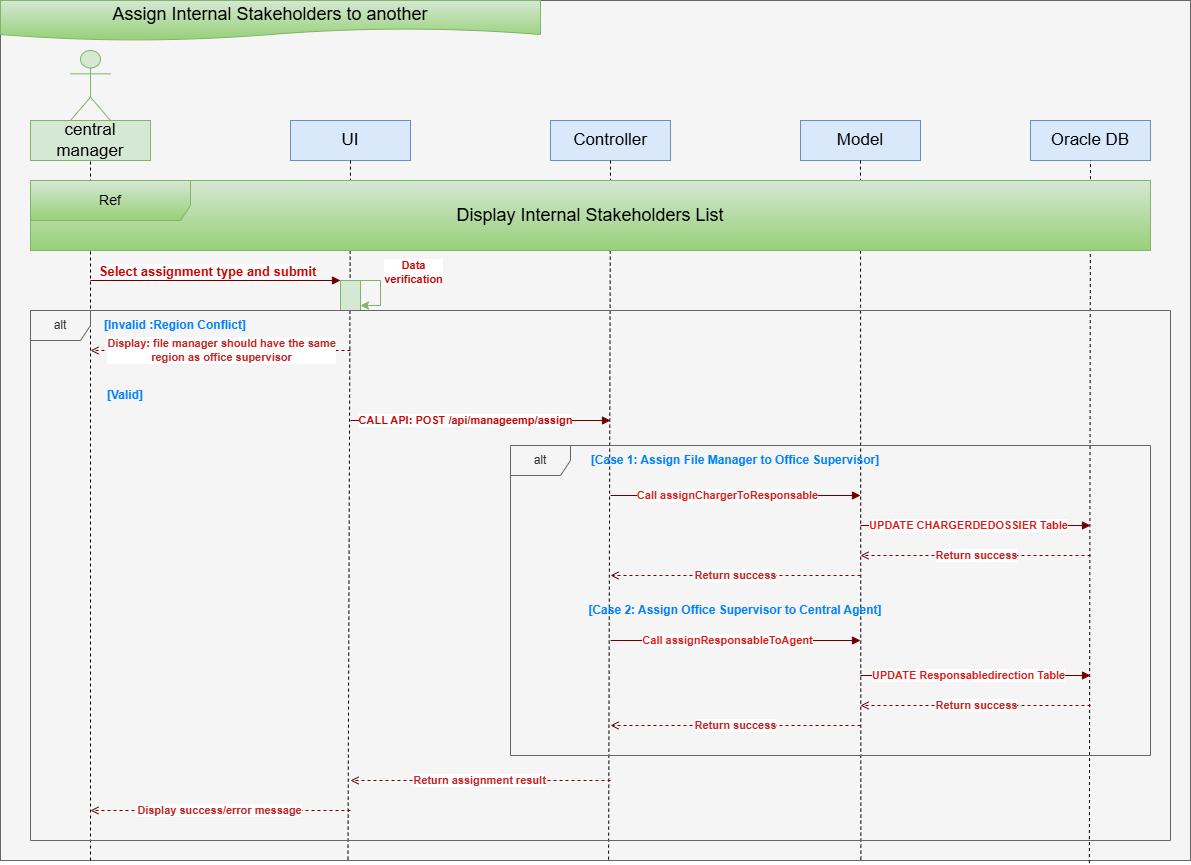 Assign Internal Stakeholders to another
central
manager
UI
Controller
Model
Oracle DB
Ref
Display Internal Stakeholders List
Select assignment type and submit
Data
verification
alt
[Invalid :Region Conflict]
Display: file manager should have the same
region as office supervisor
[Valid]
CALL API: POST /api/manageemp/assign
alt
[Case 1: Assign File Manager to Office Supervisor]
Call assignChargerToResponsable
UPDATE CHARGERDEDOSSIER Table
Return success
Return success
[Case 2: Assign Office Supervisor to Central Agent]
Call assignResponsableToAgent
UPDATE Responsabledirection Table
Return success
Return success
Return assignment result
Display success/error message